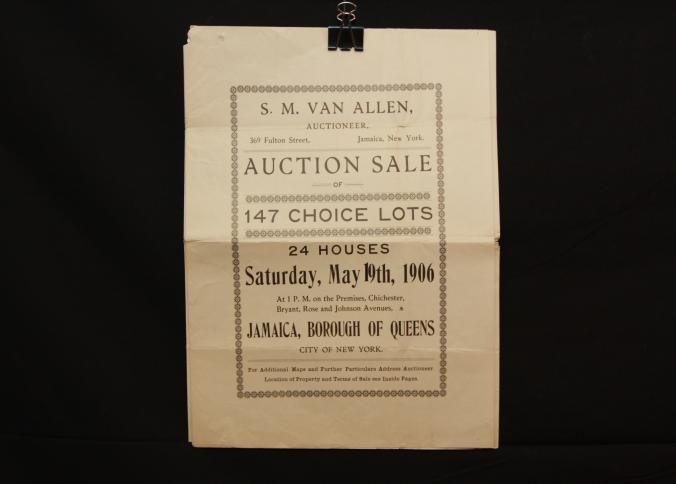 S. M. VAN ALLEN,
AUCTIONEER,
369 Fulton Street, Jamaica, New York.
AUCTION SALE
OF
147 CHOICE LOTS
24 HOUSES
Saturday, May 19th, 1906
At 1 P. M. on the Premises, Chichester,
Bryant, Rose and Johnson Avenues,
JAMAICA, BOROUGH OF QUEENS
CITY OF NEW YORK.
For Additional Maps and Further Particulars Address Auctioneer
Location of Property and Terms of Sale see Inside Pages.